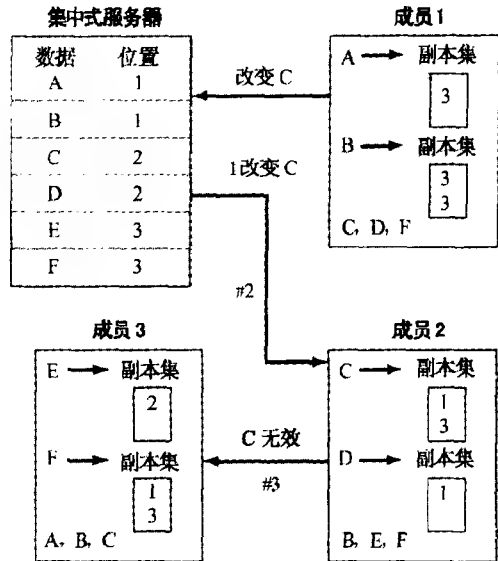 集中式服务器
数据 位置
A 1
B 1
C 2
D 2
E 3
F 3
成员1
A 副本集
3
B 副本集
3
3
C, D, F
改变 C
1改变 C
#2
成员3
E 副本集
2
F 副本集
1
3
A, B, C
C 无效
#3
成员2
C 副本集
1
3
D 副本集
1
B, E, F